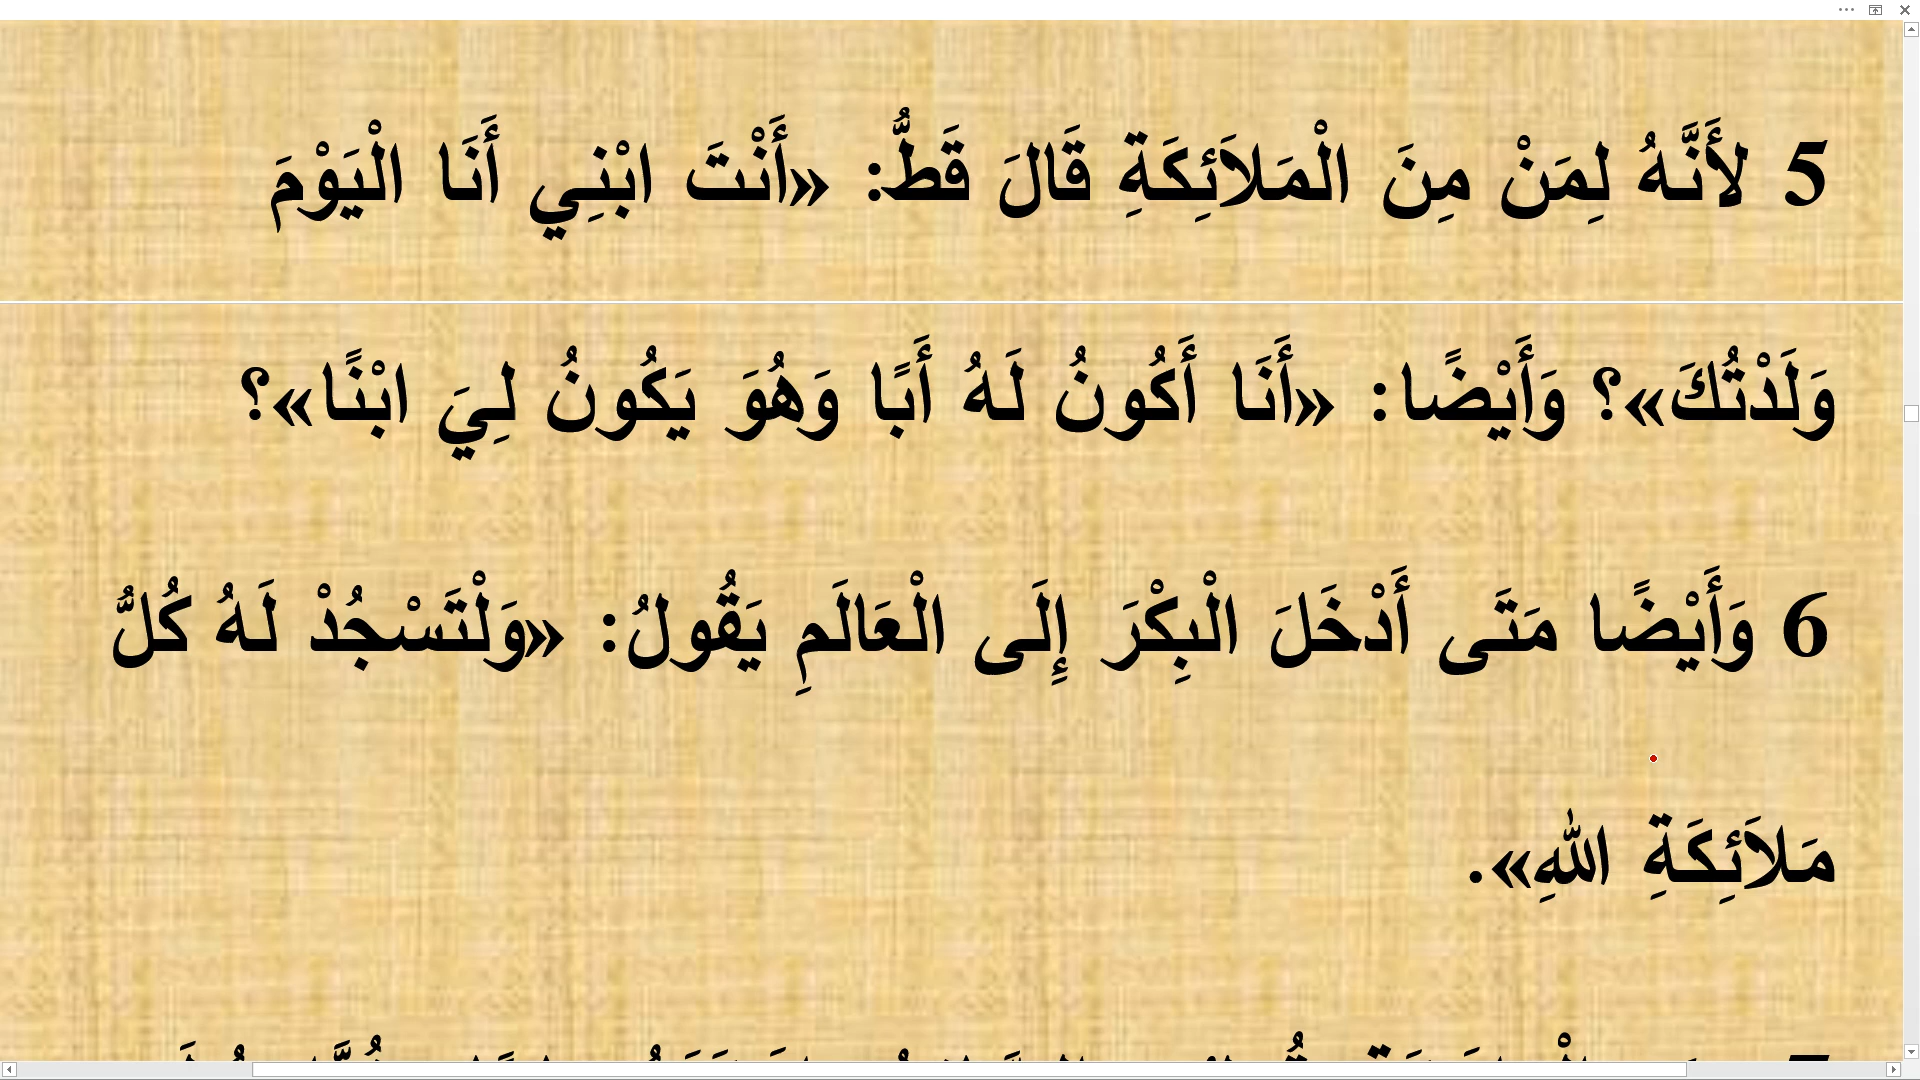 5 لأَنَّهُ لِمَنْ مِنَ الْمَلاَئِكَةِ قَالَ قَطُّ: «أَنْتَ ابْنِي أَنَا الْيَوْمَ
وَلَدْتُكَ»؟ وَأَيْضًا: «أَنَا أَكُونُ لَهُ أَبًا وَهُوَ يَكُونُ لِيَ ابْنًا»؟
6 وَأَيْضًا مَتَى أَدْخَلَ الْبِكْرَ إِلَى الْعَالَمِ يَقُولُ: «وَلْتَسْجُدْ لَهُ كُلُّ
مَلاَئِكَةِ اللهِ».